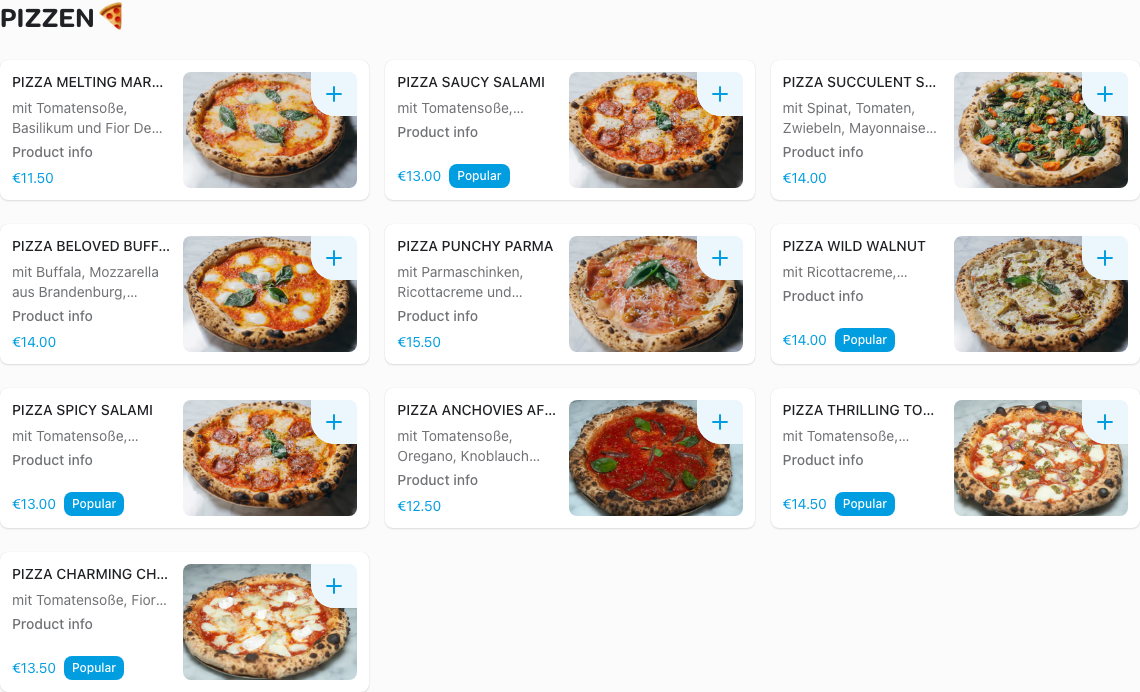 PIZZEN
PIZZA MELTING MAR...
mit Tomatensoße,
Basilikum und Fior De...
Product info
€11.50
PIZZA SAUCY SALAMI
mit Tomatensoße,...
Product info
€13.00 Popular
PIZZA SUCCULENT S...
mit Spinat, Tomaten,
Zwiebeln, Mayonnaise...
Product info
€14.00
PIZZA BELOVED BUFF...
mit Buffala, Mozzarella
aus Brandenburg,...
Product info
€14.00
PIZZA PUNCHY PARMA
mit Parmaschinken,
Ricottacreme und...
Product info
€15.50
PIZZA WILD WALNUT
mit Ricottacreme,...
Product info
€14.00 Popular
PIZZA SPICY SALAMI
mit Tomatensoße,...
Product info
€13.00 Popular
PIZZA ANCHOVIES AF...
mit Tomatensoße,
Oregano, Knoblauch...
Product info
€12.50
PIZZA THRILLING TO...
mit Tomatensoße,...
Product info
€14.50 Popular
PIZZA CHARMING CH...
mit Tomatensoße, Fior...
Product info
€13.50 Popular